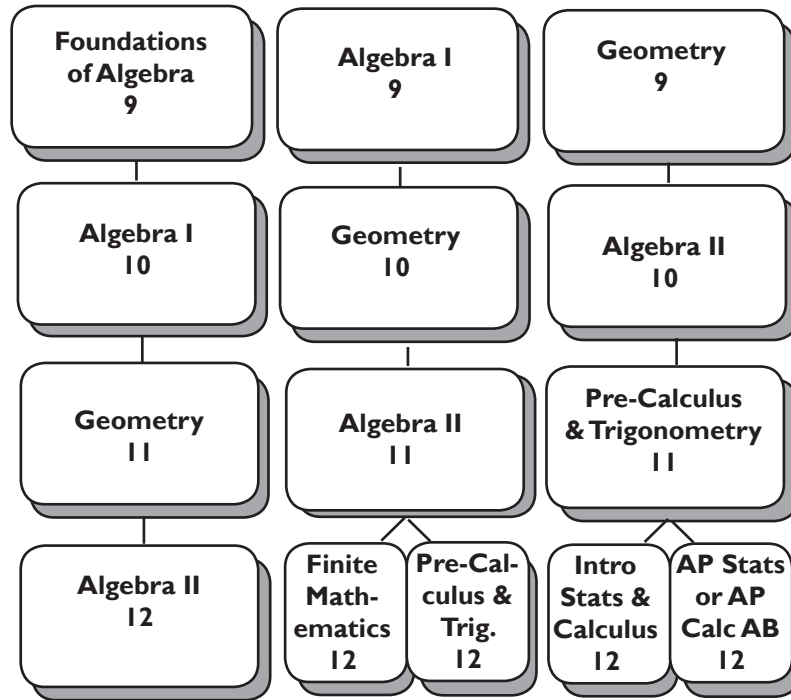 Foundations
of Algebra
9
Algebra I
9
Geometry
9
Algebra I
10
Geometry
10
Algebra II
10
Geometry
11
Algebra II
11
Pre-Calculus
& Trigonometry
11
Algebra II
12
Finite
Math-
ematics
12
Pre-Cal-
culus &
Trig.
12
Intro
Stats &
Calculus
12
AP Stats
or AP
Calc AB
12